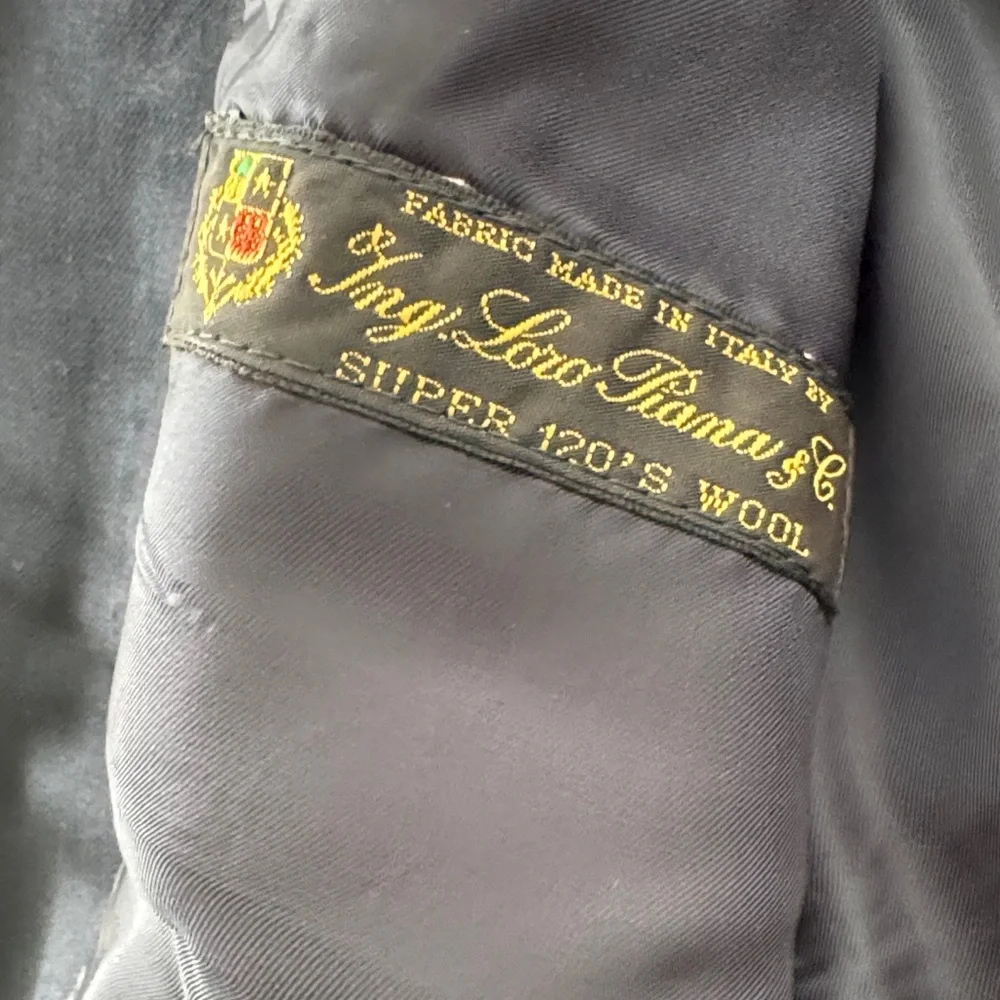 FABRIC MADE IN ITALY BY
Ing. Loro Piana & C.
SUPER 120'S WOOL